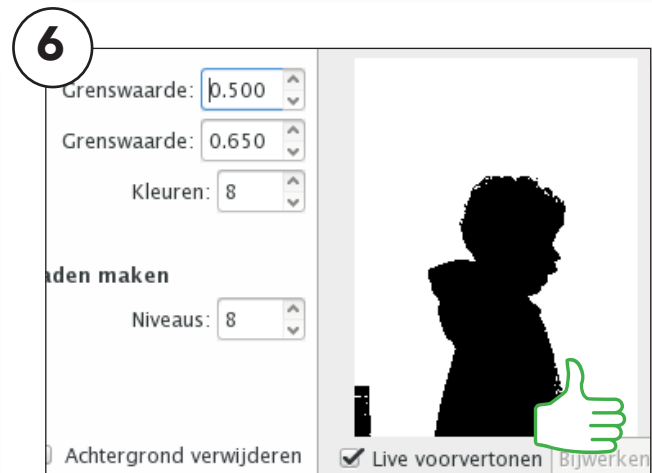 6
Grenswaarde: 0.500
Grenswaarde: 0.650
Kleuren: 8
aden maken
Niveaus: 8
Achtergrond verwijderen
Live voorvertonen
Bijwerken